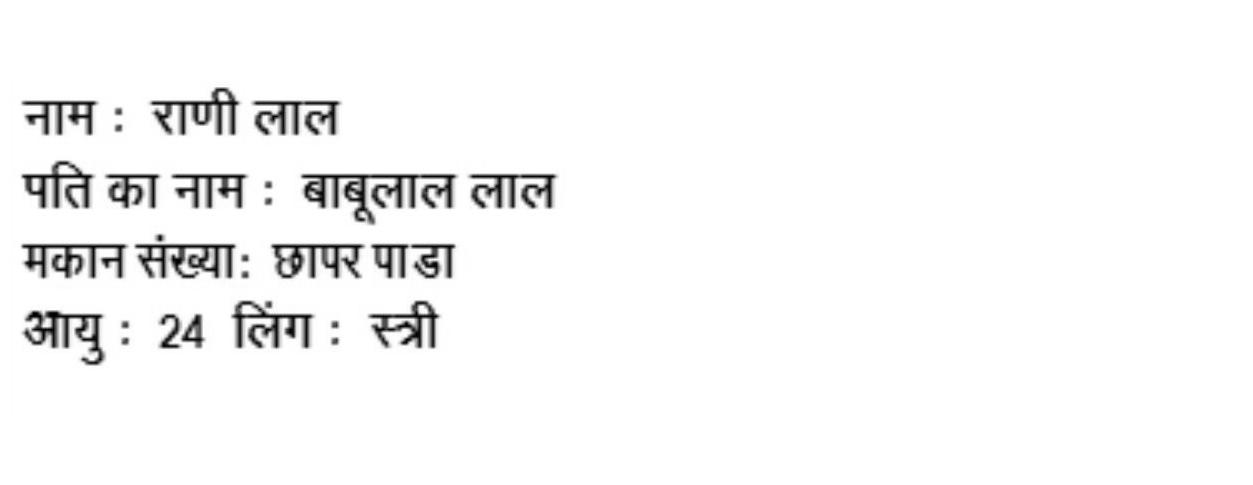 नाम : राणी लाल
पति का नाम : बाबूलाल लाल
मकान संख्या: छापर पाडा
आयु : 24 लिंग : स्त्री